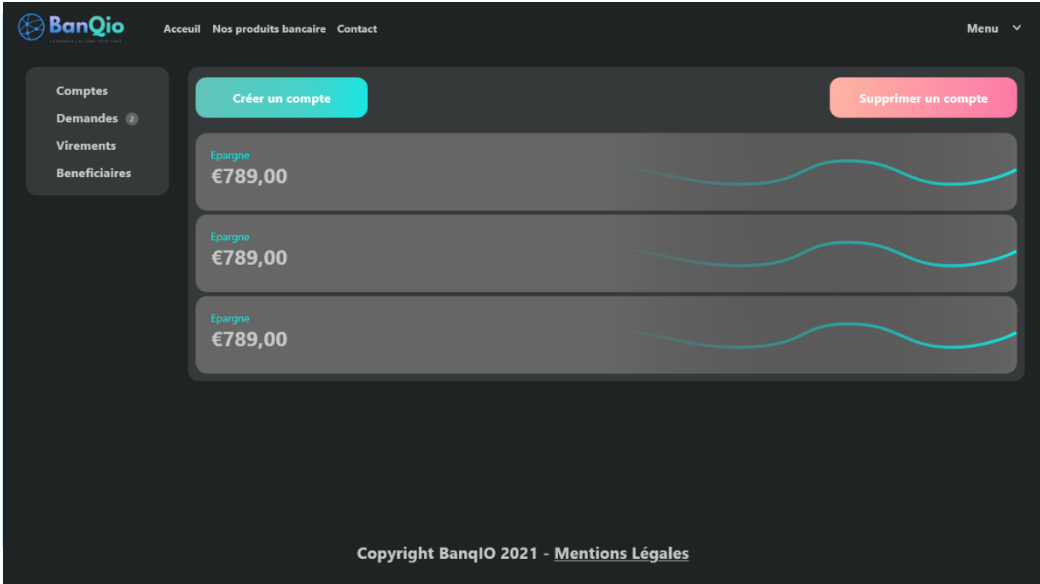 BanQio
Acceuil Nos produits bancaire Contact
Menu
Comptes
Demandes 2
Virements
Beneficiaires
Créer un compte
Supprimer un compte
Epargne
€789,00
Epargne
€789,00
Epargne
€789,00
Copyright BanqIO 2021 - Mentions Légales